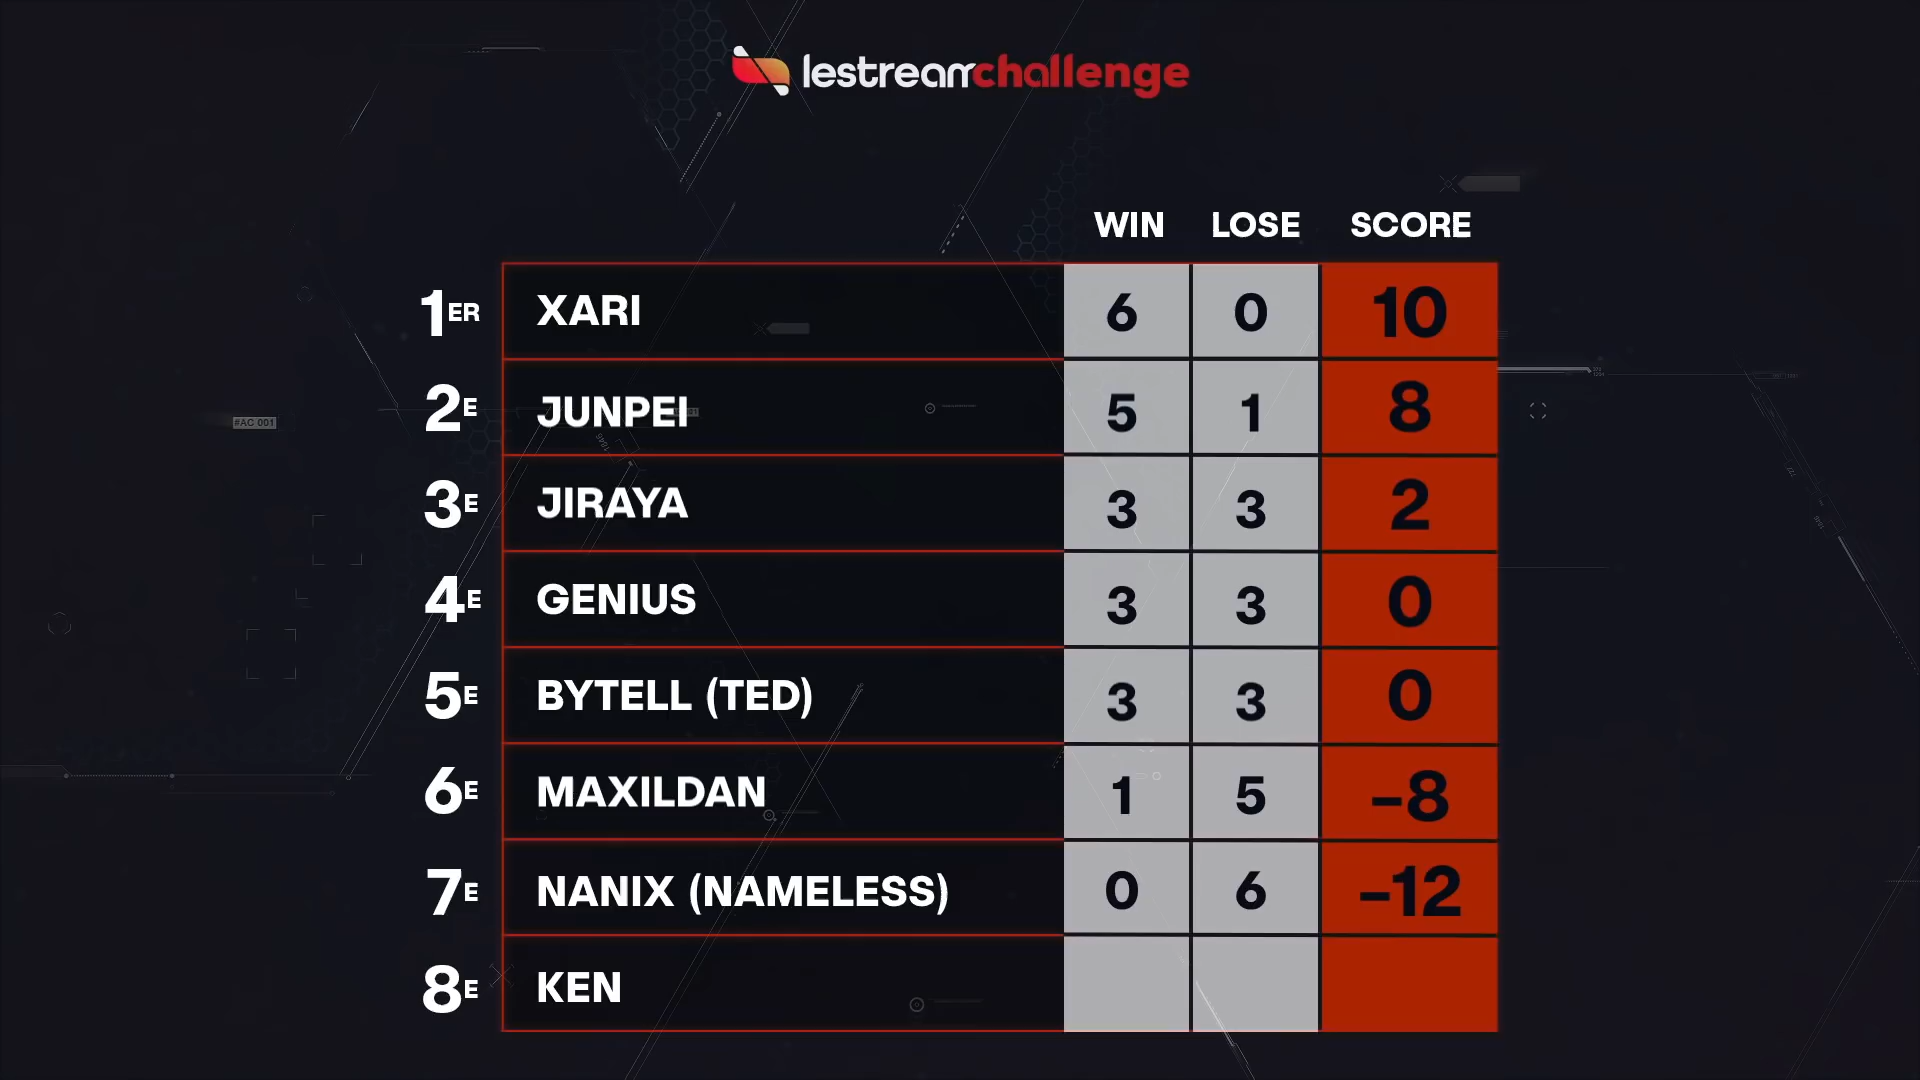 lestreamchallenge
WIN LOSE SCORE
1ER XARI 6 0 10
2E JUNPEI 5 1 8
3E JIRAYA 3 3 2
4E GENIUS 3 3 0
5E BYTELL (TED) 3 3 0
6E MAXILDAN 1 5 -8
7E NANIX (NAMELESS) 0 6 -12
8E KEN
#AC 001